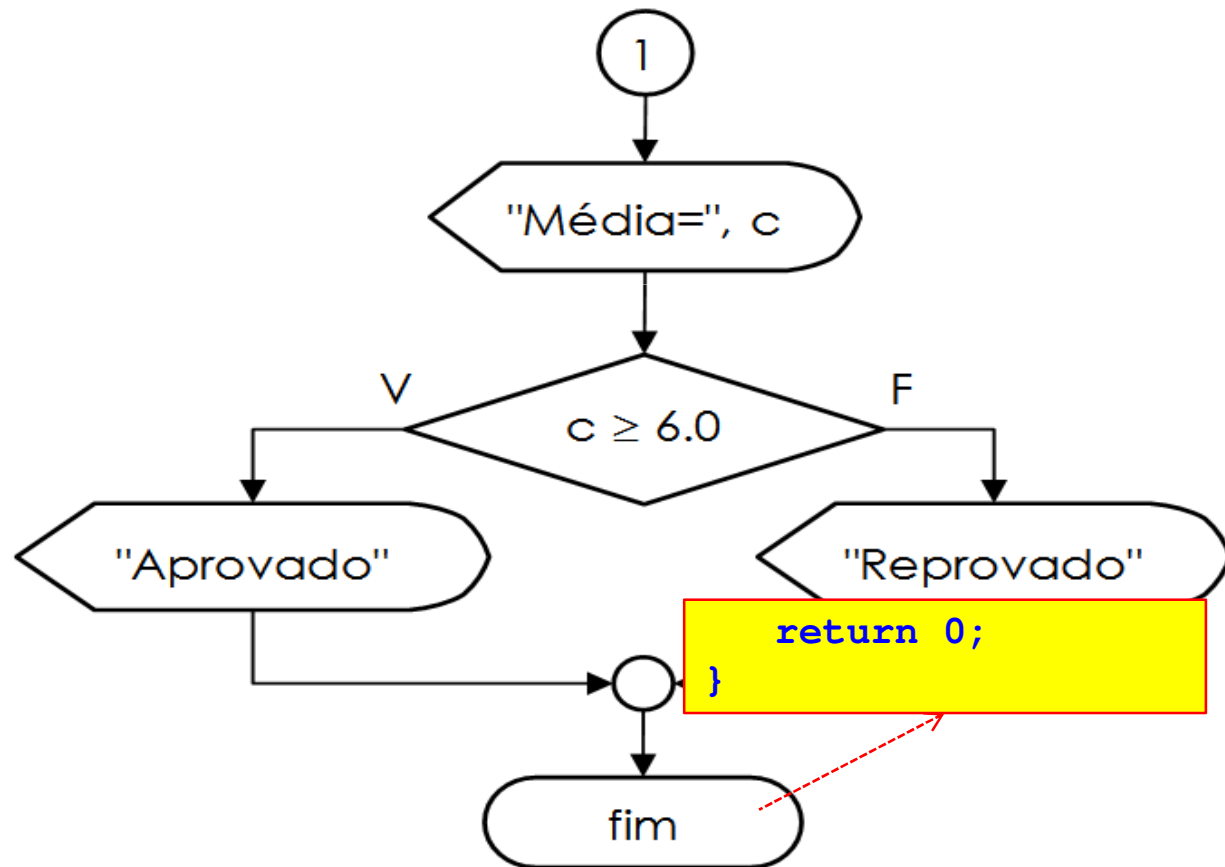 1
"Média=", c
V
F
c ≥ 6.0
"Aprovado"
"Reprovado"
return 0;
}
fim